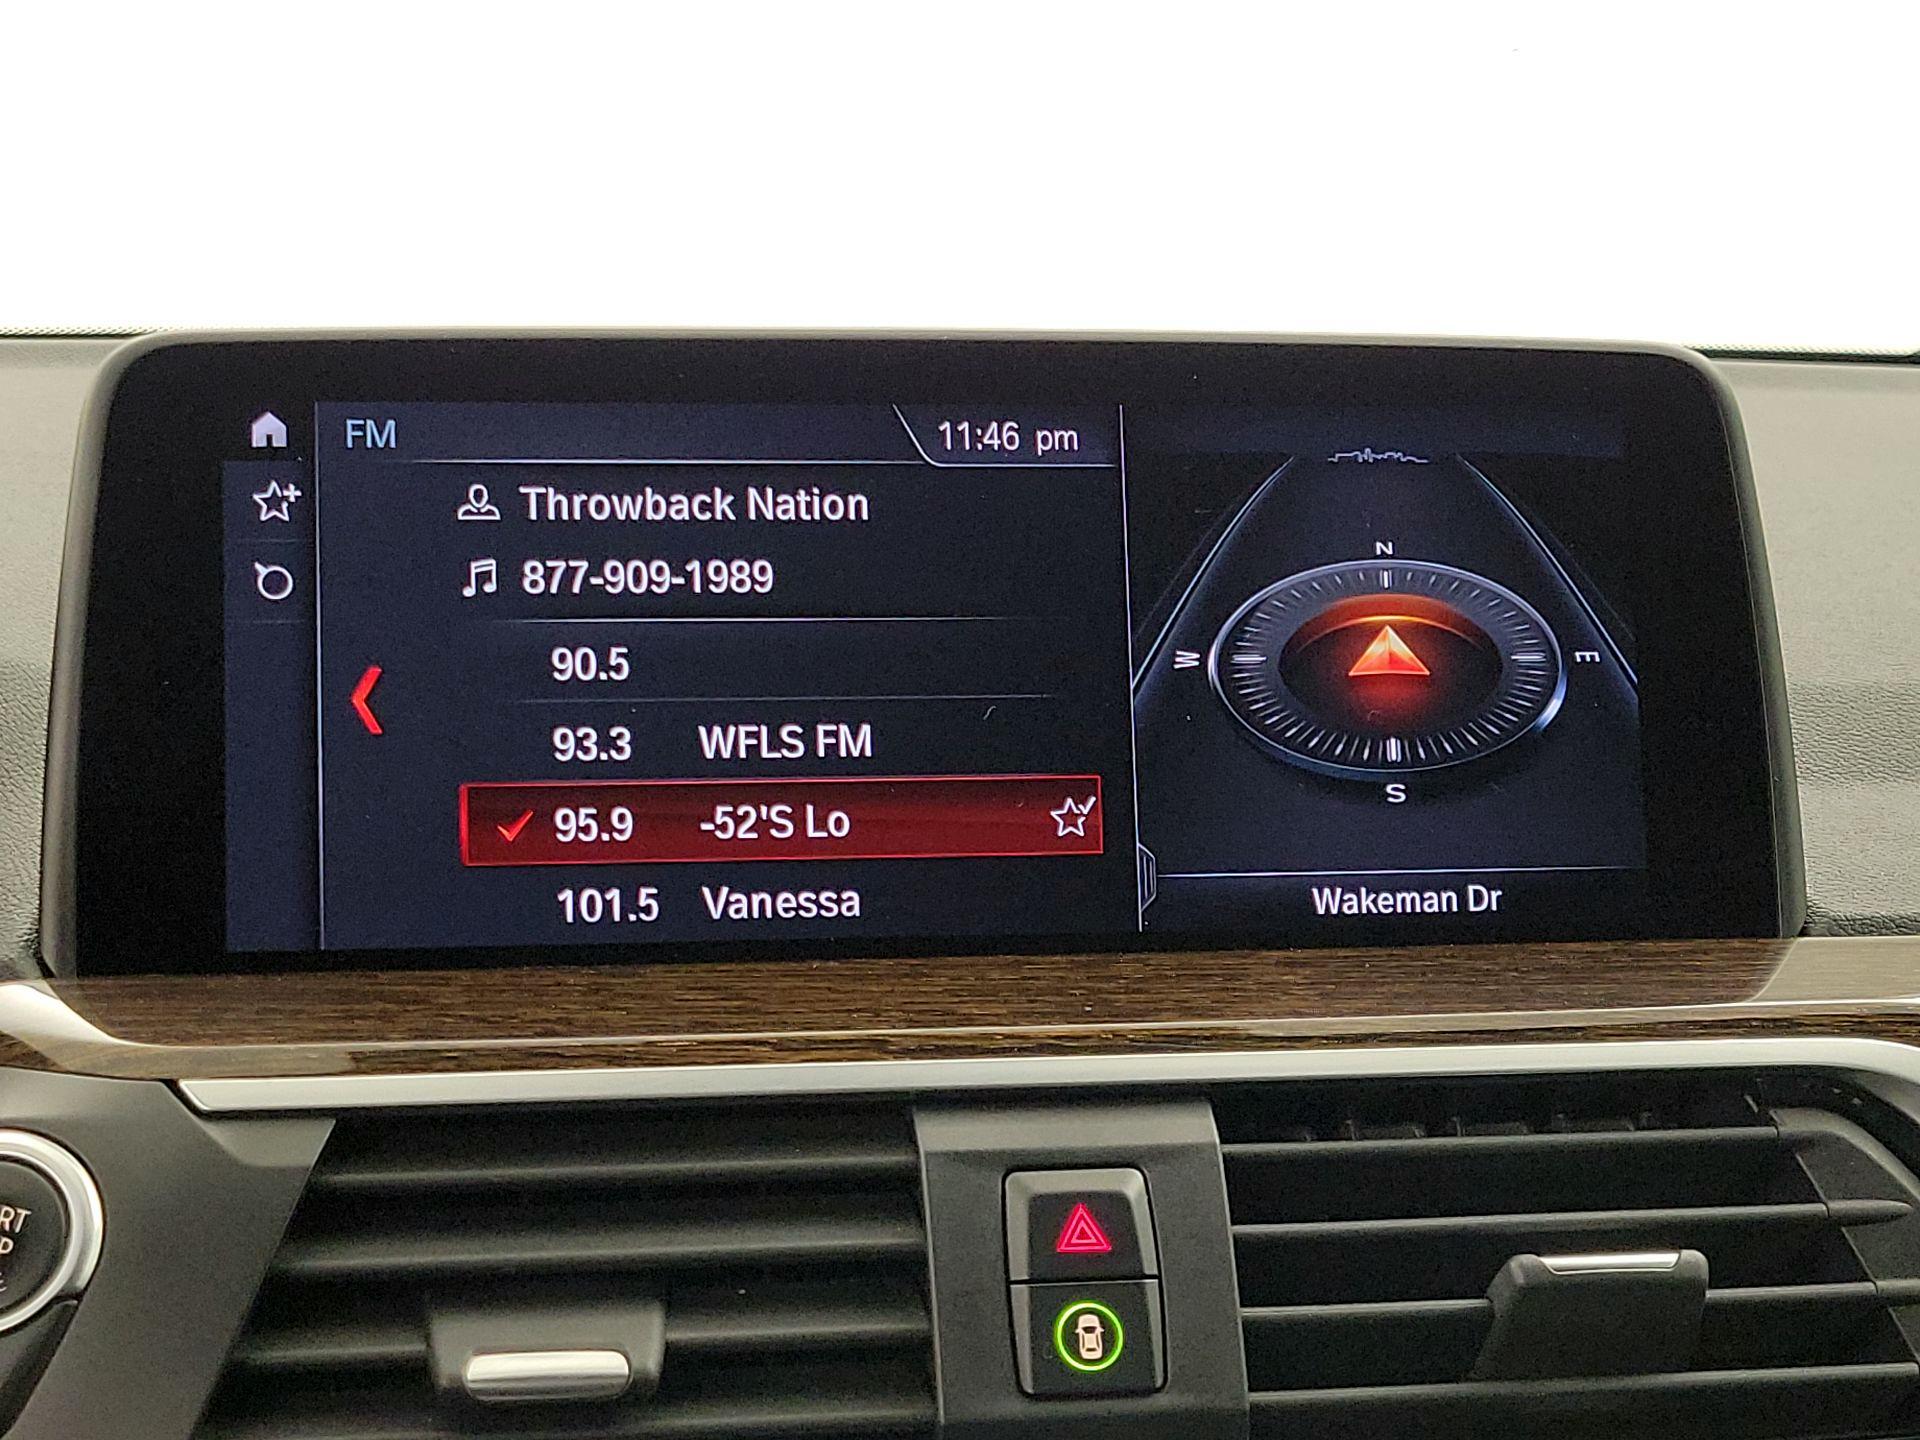 FM
11:46 pm
Throwback Nation
877-909-1989
90.5
93.3 WFLS FM
95.9 -52'S Lo
101.5 Vanessa
N
W
E
S
Wakeman Dr